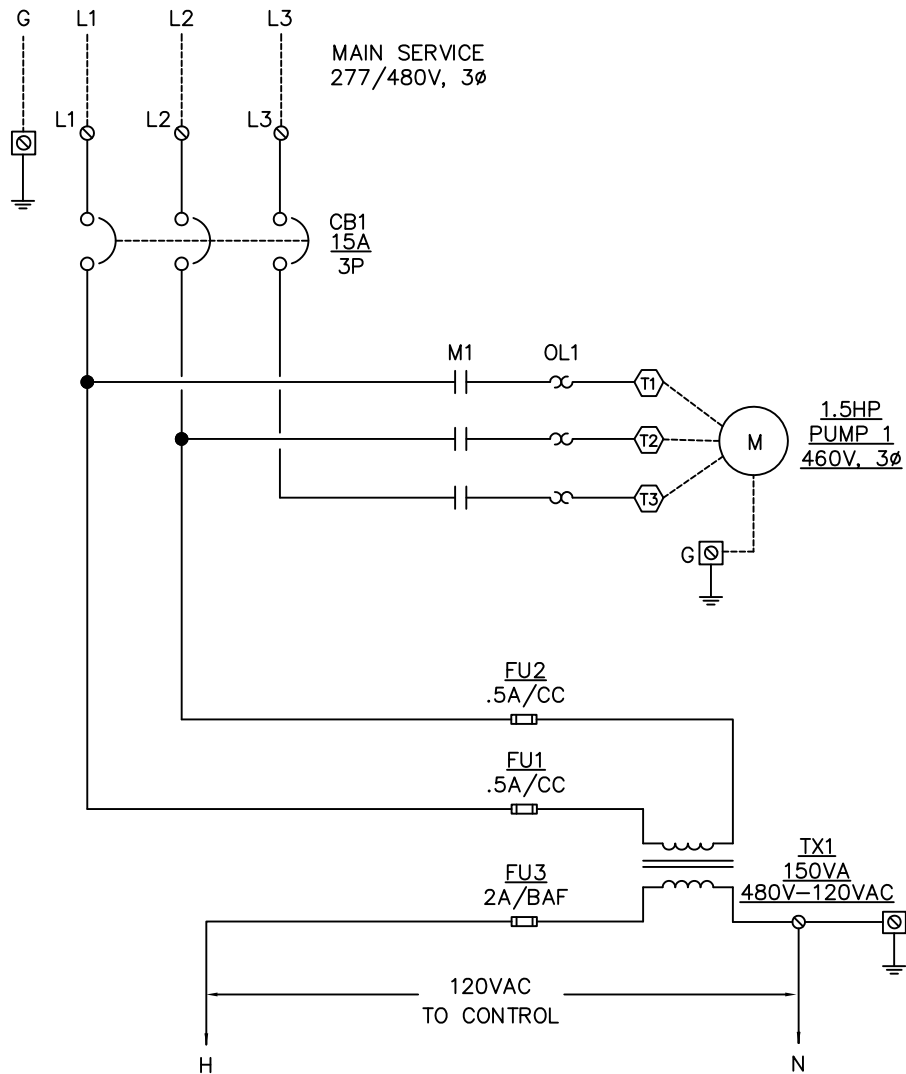 G L1 L2 L3
MAIN SERVICE
277/480V, 3ø
L1 L2 L3
CB1
15A
3P
M1 OL1
T1
1.5HP
PUMP 1
460V, 3ø
T2
M
T3
G
FU2
.5A/CC
FU1
.5A/CC
TX1
150VA
480V-120VAC
FU3
2A/BAF
120VAC
TO CONTROL
H N